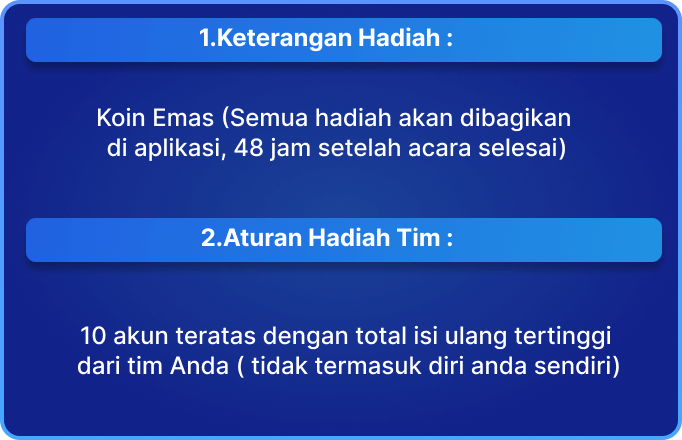 1.Keterangan Hadiah :
Koin Emas (Semua hadiah akan dibagikan
di aplikasi, 48 jam setelah acara selesai)
2.Aturan Hadiah Tim :
10 akun teratas dengan total isi ulang tertinggi
dari tim Anda ( tidak termasuk diri anda sendiri)